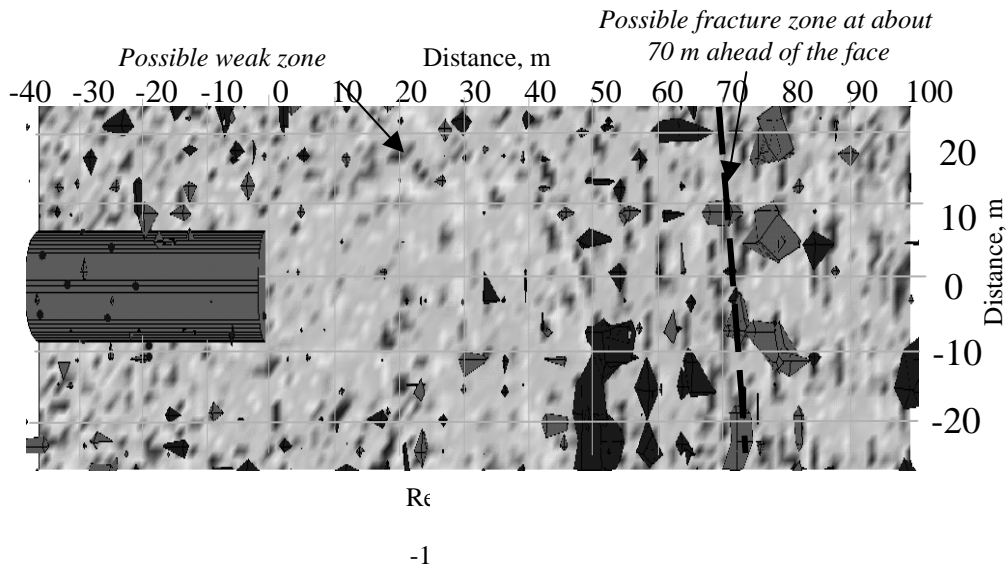 Possible fracture zone at about
70 m ahead of the face
Possible weak zone
Distance, m
-40 -30 -20 -10 0 10 20 30 40 50 60 70 80 90 100
20
10
0
-10
-20
Distance, m
Re
-1